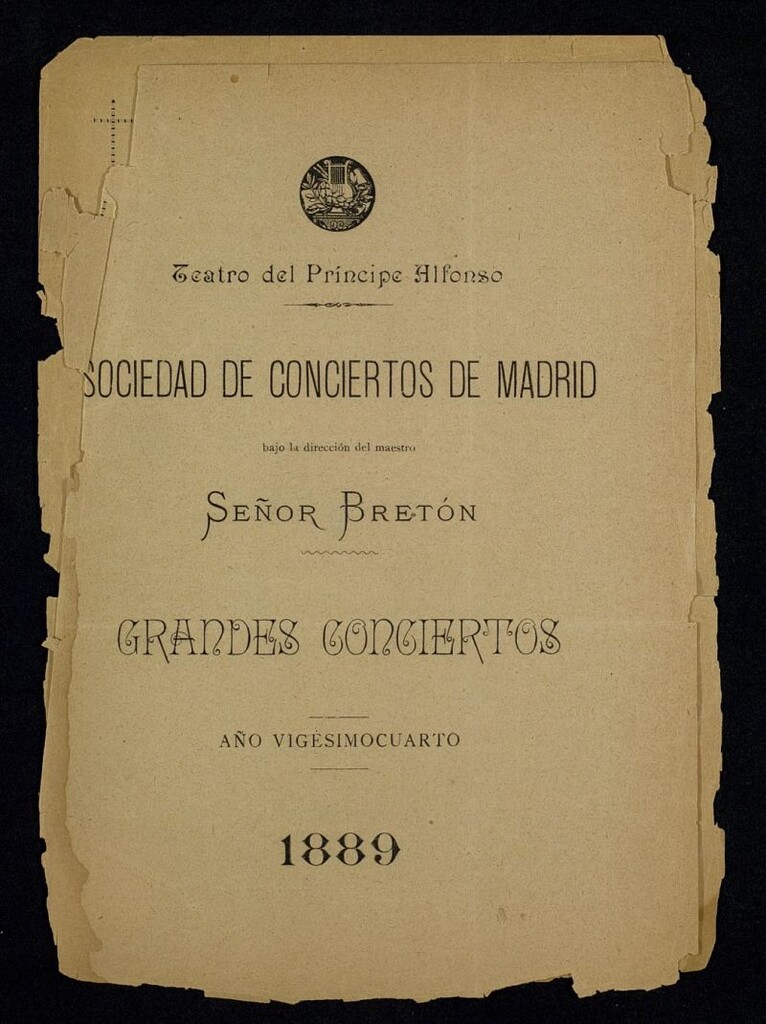 Teatro del Príncipe Alfonso
SOCIEDAD DE CONCIERTOS DE MADRID
bajo la dirección del maestro
SEÑOR BRETÓN
GRANDES CONCIERTOS
AÑO VIGÉSIMOCUARTO
1889